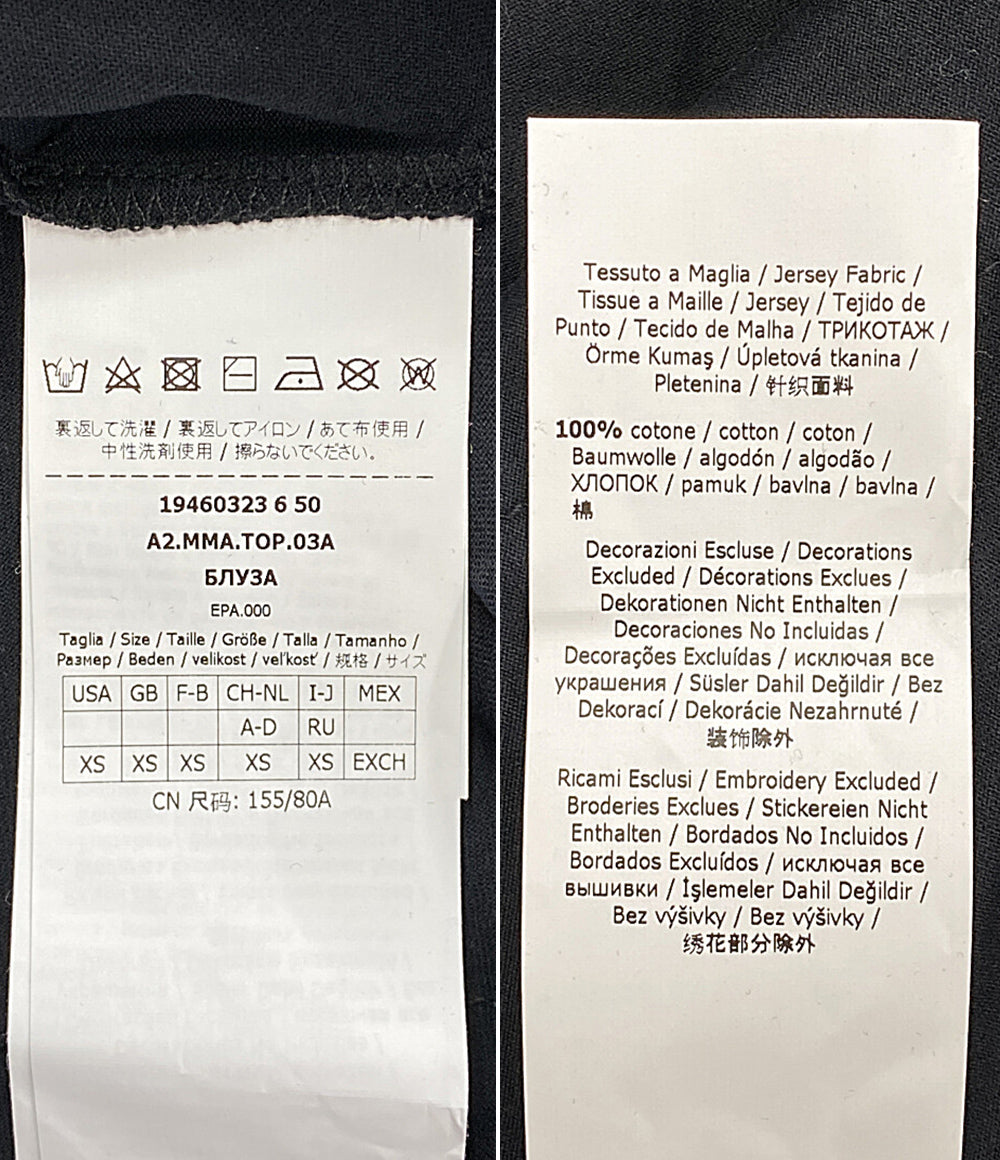 裏返して洗濯 / 裏返してアイロン / あて布使用 /
中性洗剤使用 / 擦らないでください。
19460323 6 50
A2.MMA.TOP.03A
БЛУЗА
EPA.000
Taglia / Size / Taille / Größe / Talla / Tamanho /
Размер / Beden / velikost / veľkosť / 规格 / サイズ
USA GB F-B CH-NL I-J MEX
A-D RU
XS XS XS XS XS EXCH
CN 尺码: 155/80A
Tessuto a Maglia / Jersey Fabric /
Tissue a Maille / Jersey / Tejido de
Punto / Tecido de Malha / ТРИКОТАЖ /
Örme Kumaş / Úpletová tkanina /
Pletenina / 针织面料
100% cotone / cotton / coton /
Baumwolle / algodón / algodão /
ХЛОПОК / pamuk / bavlna / bavlna /
棉
Decorazioni Escluse / Decorations
Excluded / Décorations Exclues /
Dekorationen Nicht Enthalten /
Decoraciones No Incluidas /
Decorações Excluídas / исключая все
украшения / Süsler Dahil Değildir / Bez
Dekorací / Dekorácie Nezahrnuté /
装饰除外
Ricami Esclusi / Embroidery Excluded /
Broderies Exclues / Stickereien Nicht
Enthalten / Bordados No Incluidos /
Bordados Excluídos / исключая все
вышивки / İşlemeler Dahil Değildir /
Bez výšivky / Bez výšivky /
绣花部分除外